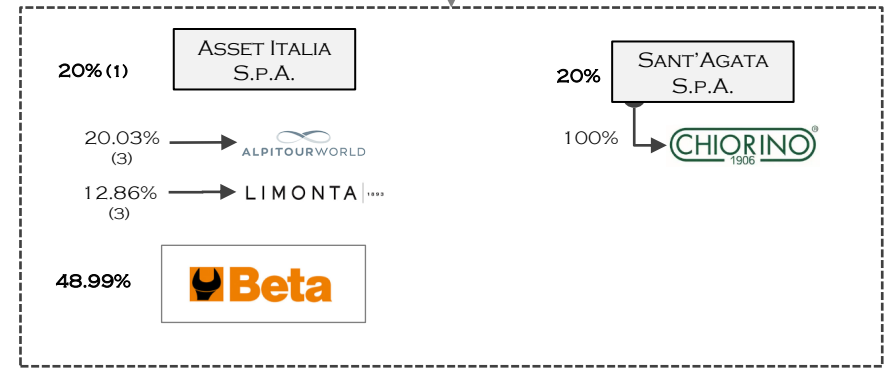 20% (1)
ASSET ITALIA
S.P.A.
20.03%
(3)
ALPITOURWORLD
12.86%
(3)
LIMONTA 1893
48.99%
Beta
20%
SANT'AGATA
S.P.A.
100%
CHIORINO®
1906